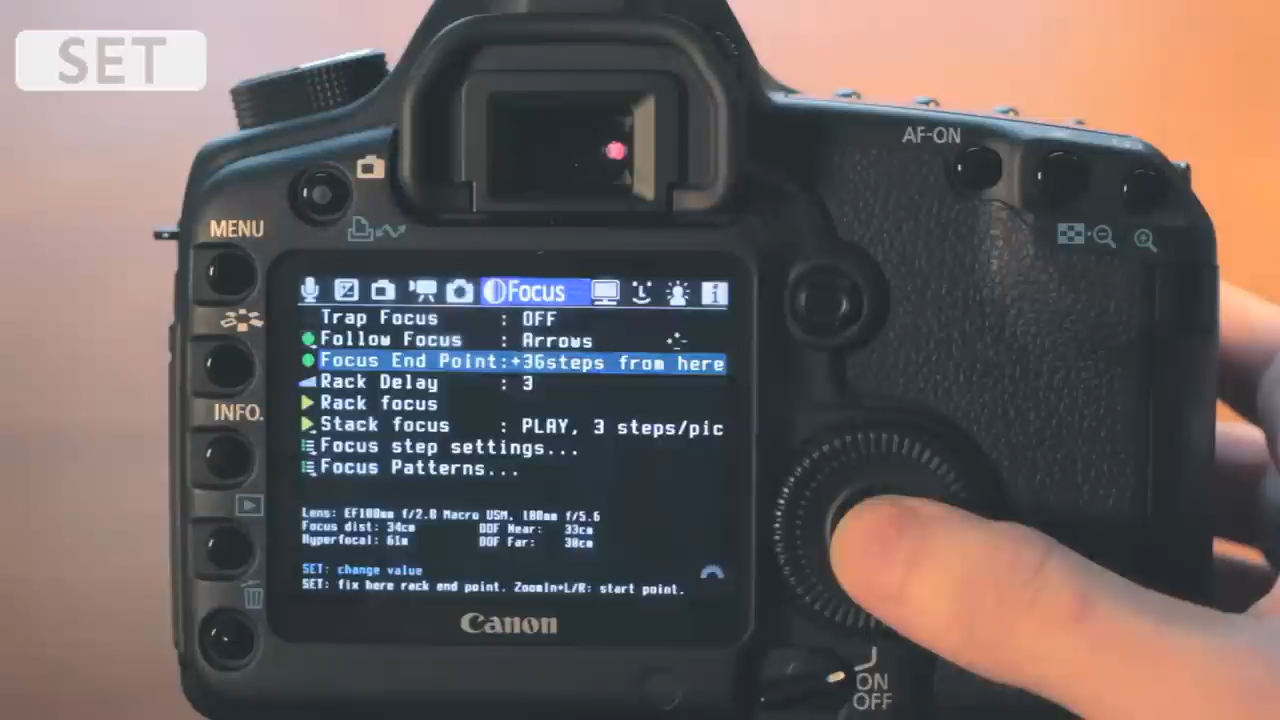 SET
AF-ON
MENU
Focus
Trap Focus : OFF
Follow Focus : Arrows
Focus End Point:+36steps from here
Rack Delay : 3
Rack focus
Stack focus : PLAY, 3 steps/pic
Focus step settings...
Focus Patterns...
INFO.
Lens: EF100mm f/2.8 Macro USM, 100mm f/5.6
Focus dist: 34cm DOF Near: 33cm
Hyperfocal: 61m DOF Far: 38cm
SET: change value
SET: fix here rack end point. ZoomIn+L/R: start point.
Canon
ON
OFF